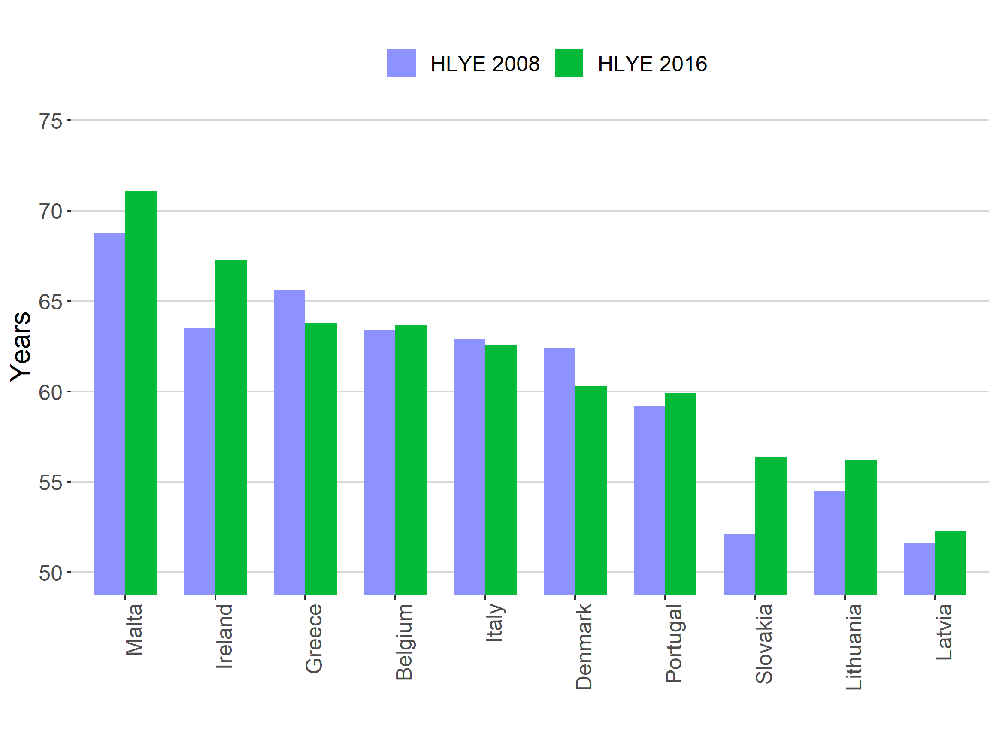 HLYE 2008 HLYE 2016
75
70
65
60
55
50
Years
Malta
Ireland
Greece
Belgium
Italy
Denmark
Portugal
Slovakia
Lithuania
Latvia